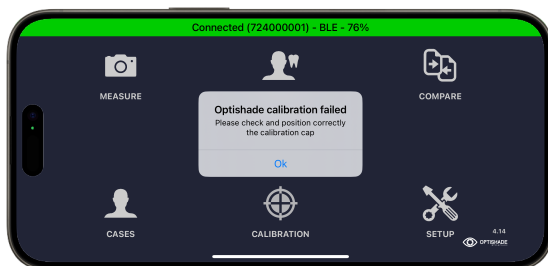 Connected (724000001) - BLE - 76%
MEASURE
COMPARE
Optishade calibration failed
Please check and position correctly
the calibration cap
Ok
CASES
CALIBRATION
SETUP
4.14
OPTISHADE